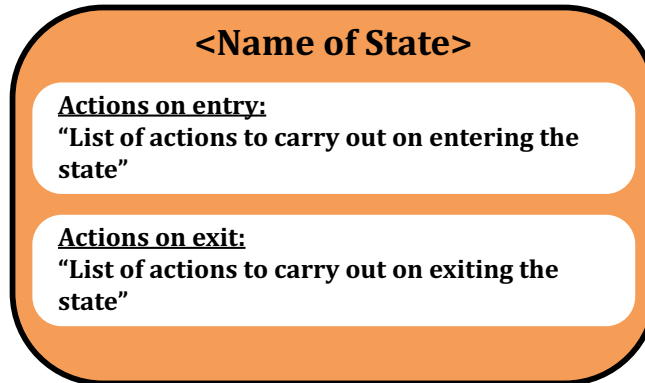 <Name of State>
Actions on entry:
“List of actions to carry out on entering the
state”
Actions on exit:
“List of actions to carry out on exiting the
state”